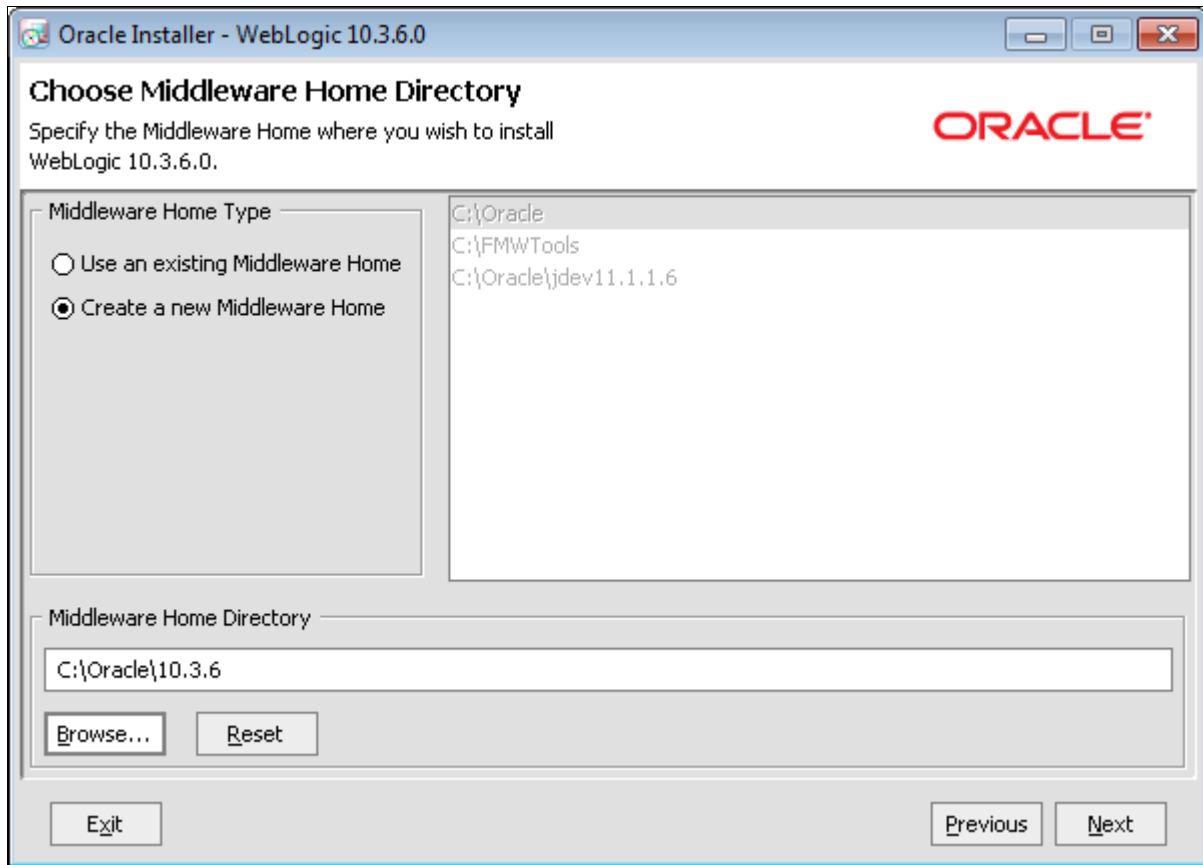 Oracle Installer - WebLogic 10.3.6.0
Choose Middleware Home Directory
Specify the Middleware Home where you wish to install
WebLogic 10.3.6.0.
ORACLE
Middleware Home Type
Use an existing Middleware Home
Create a new Middleware Home
C:\Oracle
C:\FMWTools
C:\Oracle\jdev11.1.1.6
Middleware Home Directory
C:\Oracle\10.3.6
Browse...
Reset
Exit
Previous
Next